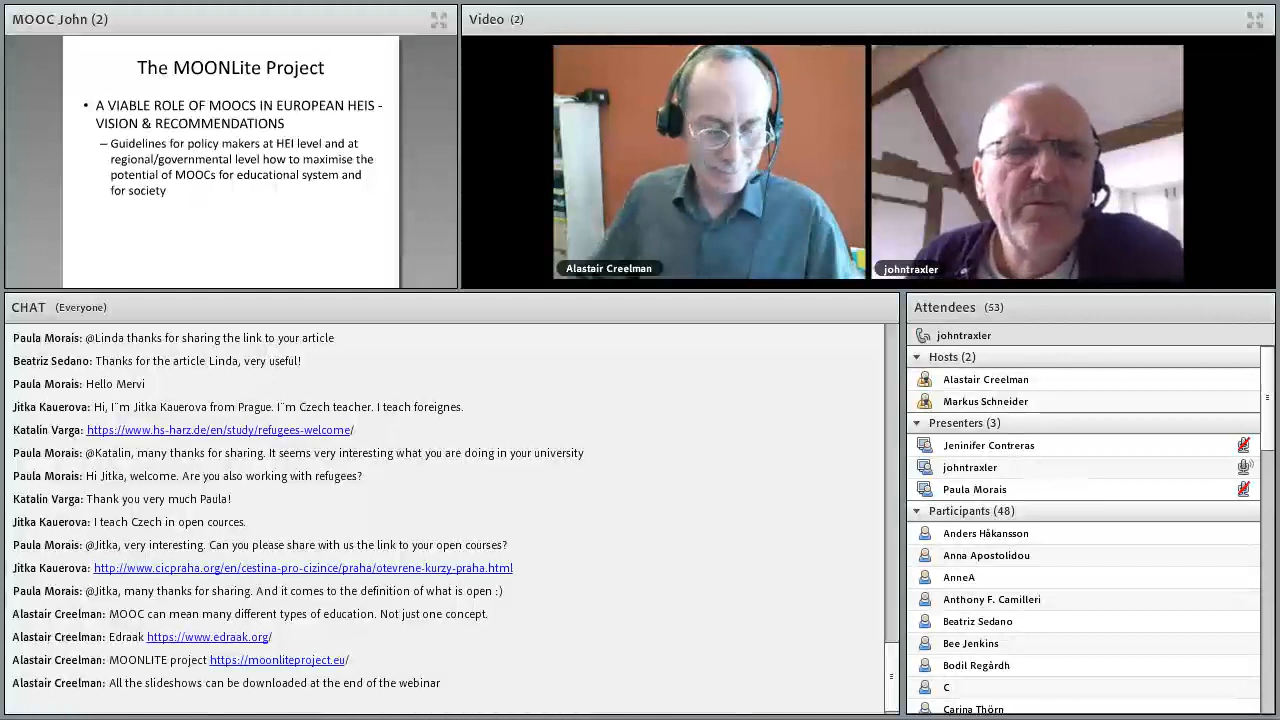 MOOC John (2)
The MOONLite Project
• A VIABLE ROLE OF MOOCS IN EUROPEAN HEIS -
VISION & RECOMMENDATIONS
– Guidelines for policy makers at HEI level and at
regional/governmental level how to maximise the
potential of MOOCs for educational system and
for society
Video (2)
Alastair Creelman
johntraxler
CHAT (Everyone)
Paula Morais: @Linda thanks for sharing the link to your article
Beatriz Sedano: Thanks for the article Linda, very useful!
Paula Morais: Hello Mervi
Jitka Kauerova: Hi, I¨m Jitka Kauerova from Prague. I¨m Czech teacher. I teach foreignes.
Katalin Varga: https://www.hs-harz.de/en/study/refugees-welcome/
Paula Morais: @Katalin, many thanks for sharing. It seems very interesting what you are doing in your university
Paula Morais: Hi Jitka, welcome. Are you also working with refugees?
Katalin Varga: Thank you very much Paula!
Jitka Kauerova: I teach Czech in open cources.
Paula Morais: @Jitka, very interesting. Can you please share with us the link to your open courses?
Jitka Kauerova: http://www.cicpraha.org/en/cestina-pro-cizince/praha/otevrene-kurzy-praha.html
Paula Morais: @Jitka, many thanks for sharing. And it comes to the definition of what is open :)
Alastair Creelman: MOOC can mean many different types of education. Not just one concept.
Alastair Creelman: Edraak https://www.edraak.org/
Alastair Creelman: MOONLITE project https://moonliteproject.eu/
Alastair Creelman: All the slideshows can be downloaded at the end of the webinar
Attendees (53)
johntraxler
Hosts (2)
Alastair Creelman
Markus Schneider
Presenters (3)
Jeninifer Contreras
johntraxler
Paula Morais
Participants (48)
Anders Håkansson
Anna Apostolidou
AnneA
Anthony F. Camilleri
Beatriz Sedano
Bee Jenkins
Bodil Regårdh
C
Carina Thörn